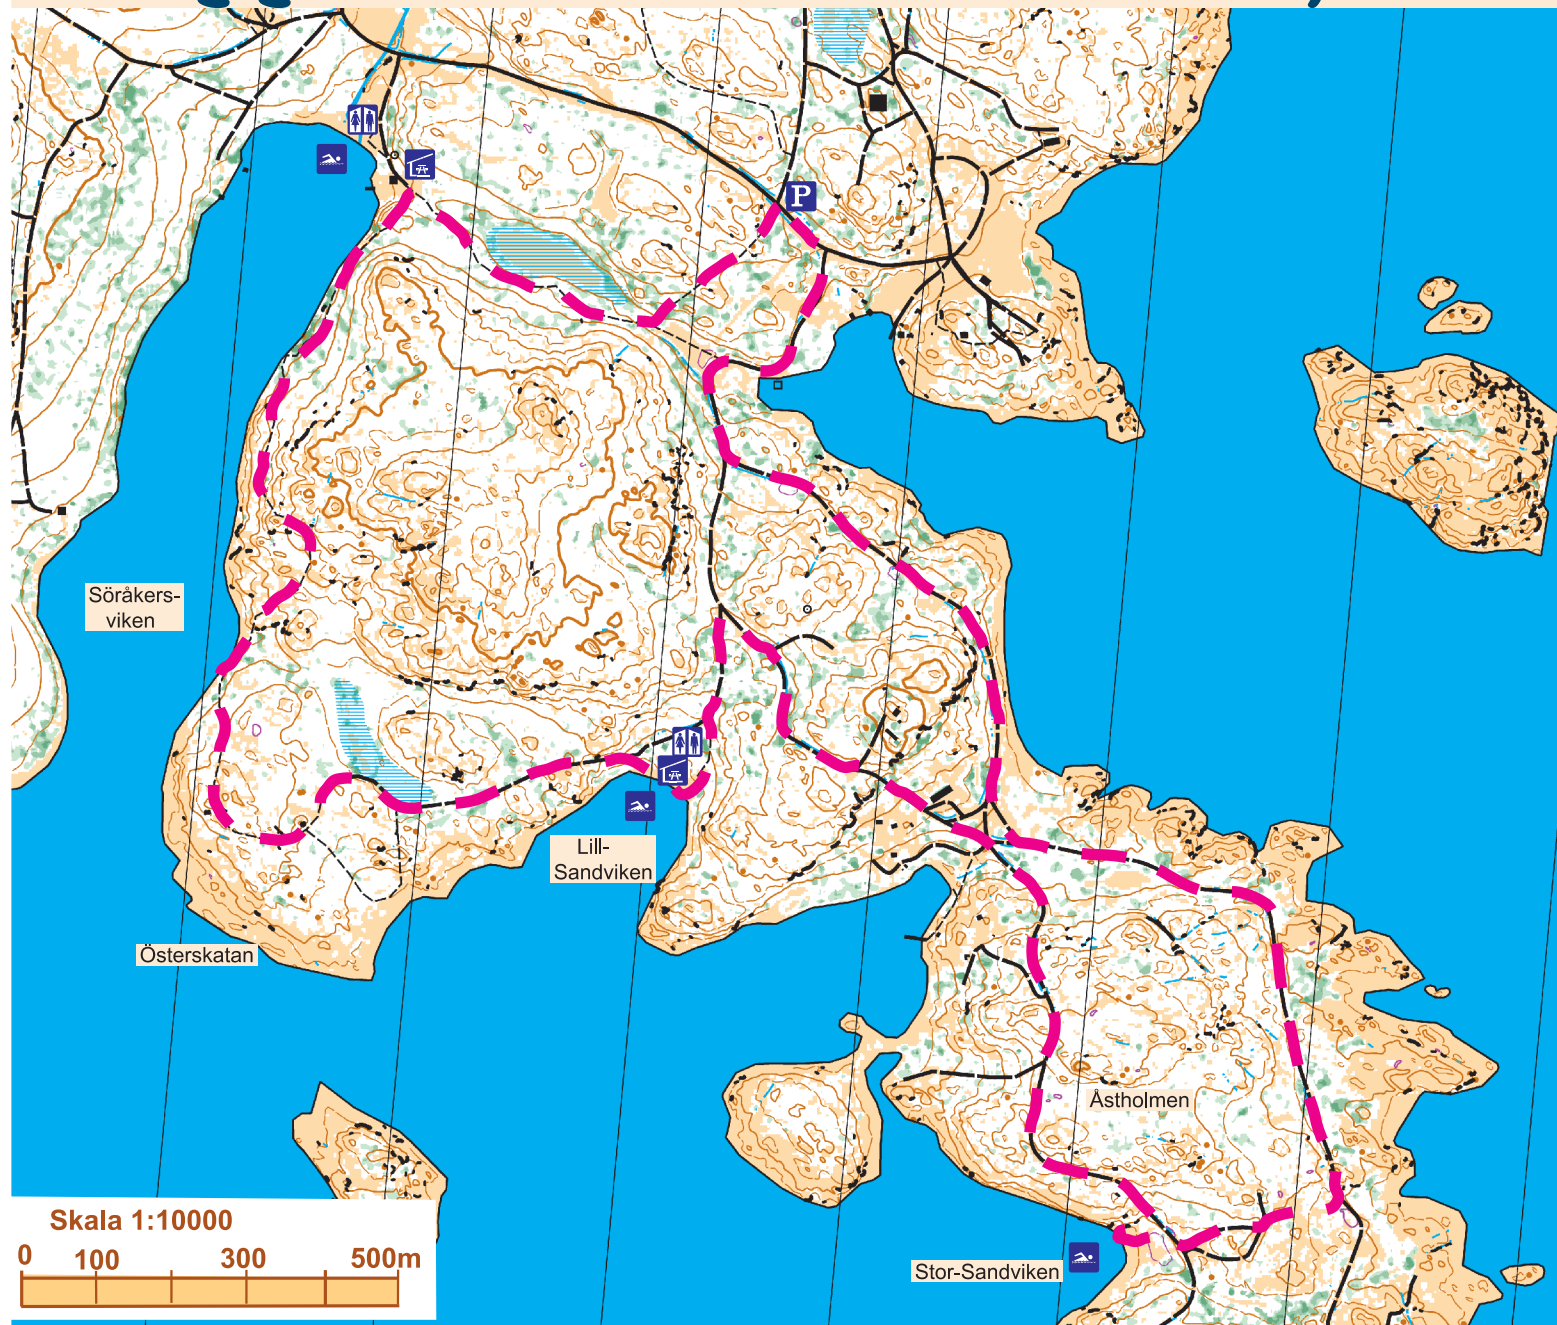 P
Söråkers-
viken
Lill-
Sandviken
Österskatan
Åstholmen
Stor-Sandviken
Skala 1:10000
0 100 300 500m